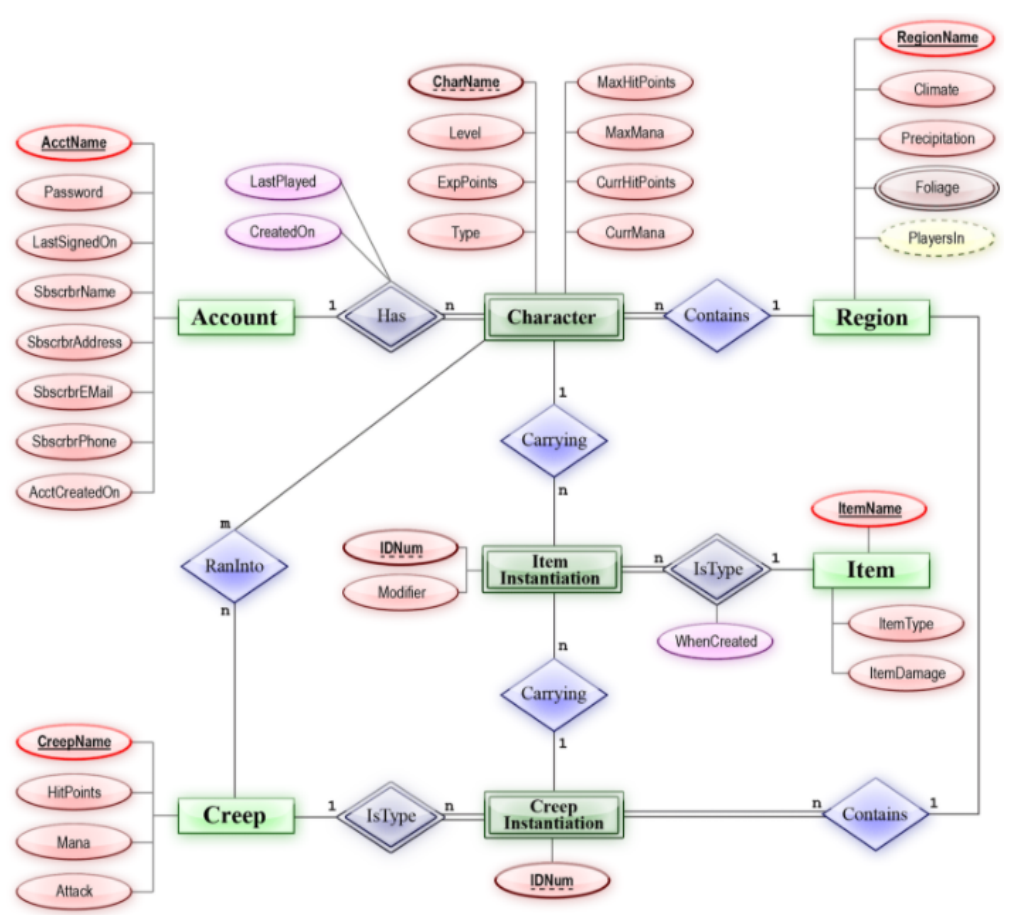 RegionName
CharName
MaxHitPoints
Climate
Level
MaxMana
AcctName
Precipitation
LastPlayed
ExpPoints
CurrHitPoints
Password
Foliage
CreatedOn
Type
CurrMana
LastSignedOn
PlayersIn
SbscrbrName
Account
1
Has
n
Character
n
Contains
1
Region
SbscrbrAddress
SbscrbrEMail
1
SbscrbrPhone
Carrying
AcctCreatedOn
n
m
ItemName
RanInto
IDNum
Item
Instantiation
n
IsType
1
Item
Modifier
n
WhenCreated
ItemType
n
ItemDamage
Carrying
CreepName
1
HitPoints
Creep
1
IsType
n
Creep
Instantiation
n
Contains
1
Mana
Attack
IDNum